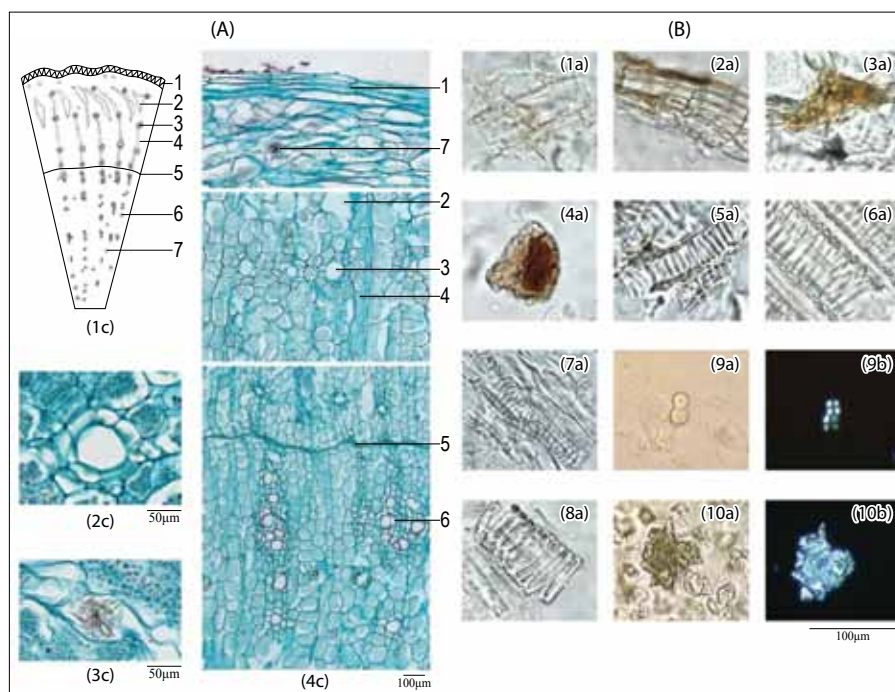 (A)
(B)
1
2
3
4
5
6
7
(1c)
(2c)
50μm
(3c)
50μm
1
7
2
3
4
5
6
(4c)
100μm
(1a)
(2a)
(3a)
(4a)
(5a)
(6a)
(7a)
(9a)
(9b)
(8a)
(10a)
(10b)
100μm